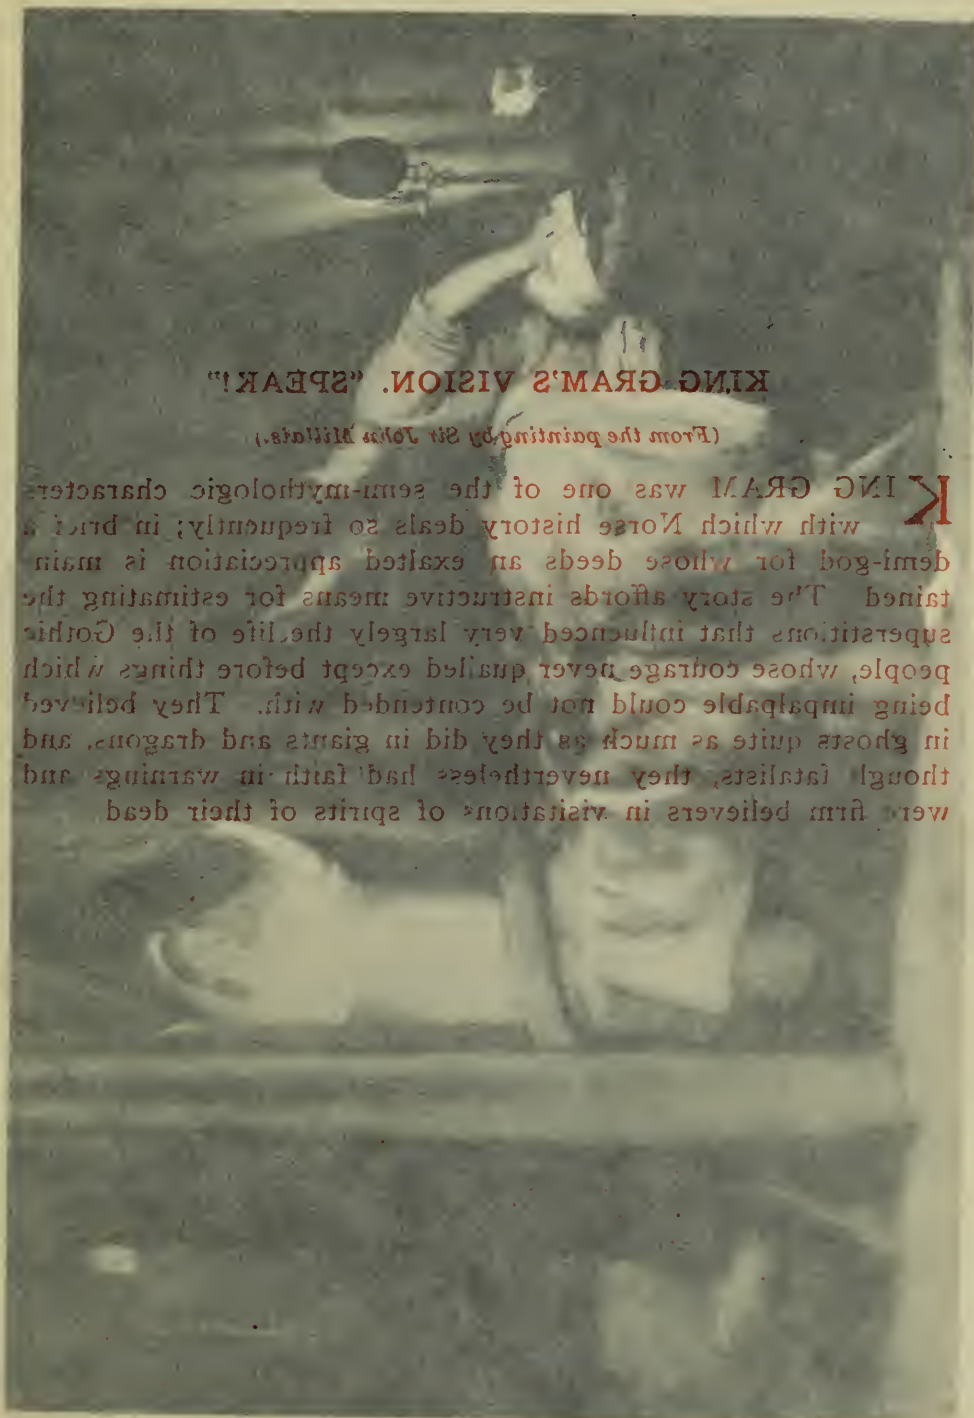 KING GRAM'S VISION. "SPEAK!"
(From the painting by Sir John Millais.)
KING GRAM was one of the semi-mythologic characters
with which Norse history deals so frequently; in brief a
demi-god for whose deeds an exalted appreciation is main-
tained The story affords instructive means for estimating the
superstitions that influenced very largely the life of the Gothic
people, whose courage never quailed except before things which
being impalpable could not be contended with. They believed
in ghosts quite as much as they did in giants and dragons, and
though fatalists, they nevertheless had faith in warnings and
were firm believers in visitations of spirits of their dead